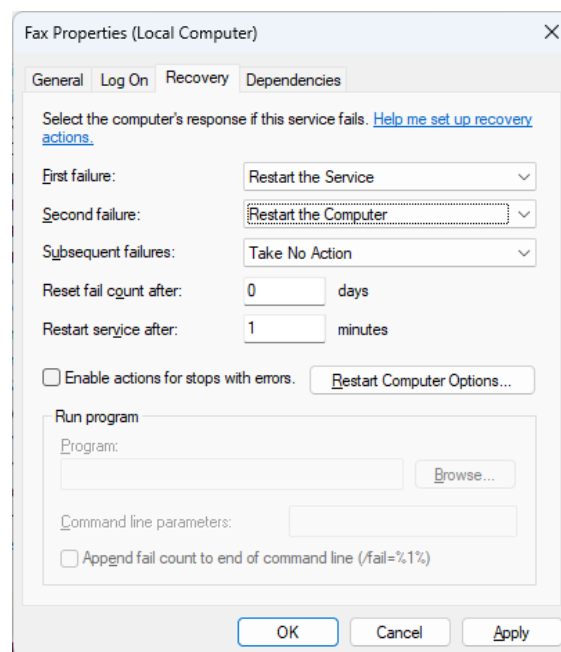 Fax Properties (Local Computer)
General Log On Recovery Dependencies
Select the computer's response if this service fails. Help me set up recovery
actions.
First failure: Restart the Service
Second failure: Restart the Computer
Subsequent failures: Take No Action
Reset fail count after: 0 days
Restart service after: 1 minutes
Enable actions for stops with errors. Restart Computer Options...
Run program
Program:
Browse...
Command line parameters:
Append fail count to end of command line (/fail=%1%)
OK Cancel Apply